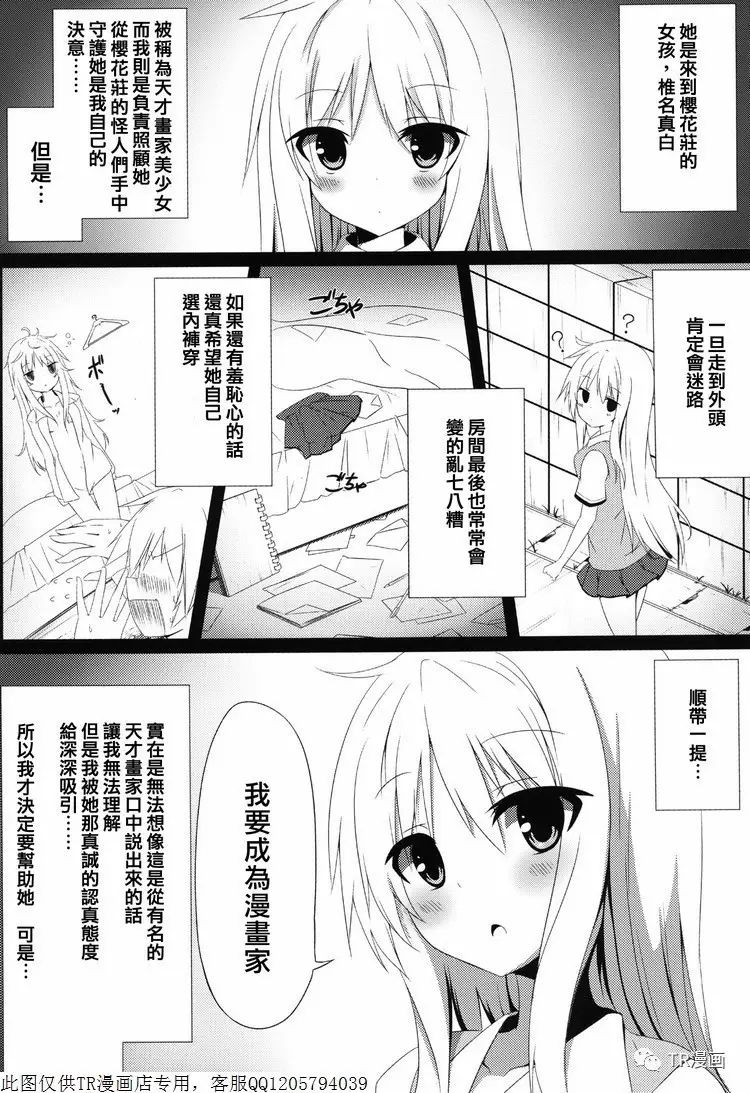 她是來到櫻花莊的
女孩，椎名真白
被稱為天才畫家美少女
而我則是負責照顧她
從櫻花莊的怪人們手中
守護她是我自己的
決意……
但是…
一旦走到外頭
肯定會迷路
?
?
ごちゃ
房間最後也常常會
變的亂七八糟
ごちゃ
如果還有羞恥心的話
還真希望她自己
選內褲穿
ボー
順帶一提…
我要成為漫畫家
實在是無法想像這是從有名的
天才畫家口中說出來的話
讓我無法理解
但是我被她那真誠的認真態度
給深深吸引……
所以我才決定要幫助她　可是…
TR漫画
此图仅供TR漫画店专用，客服QQ1205794039